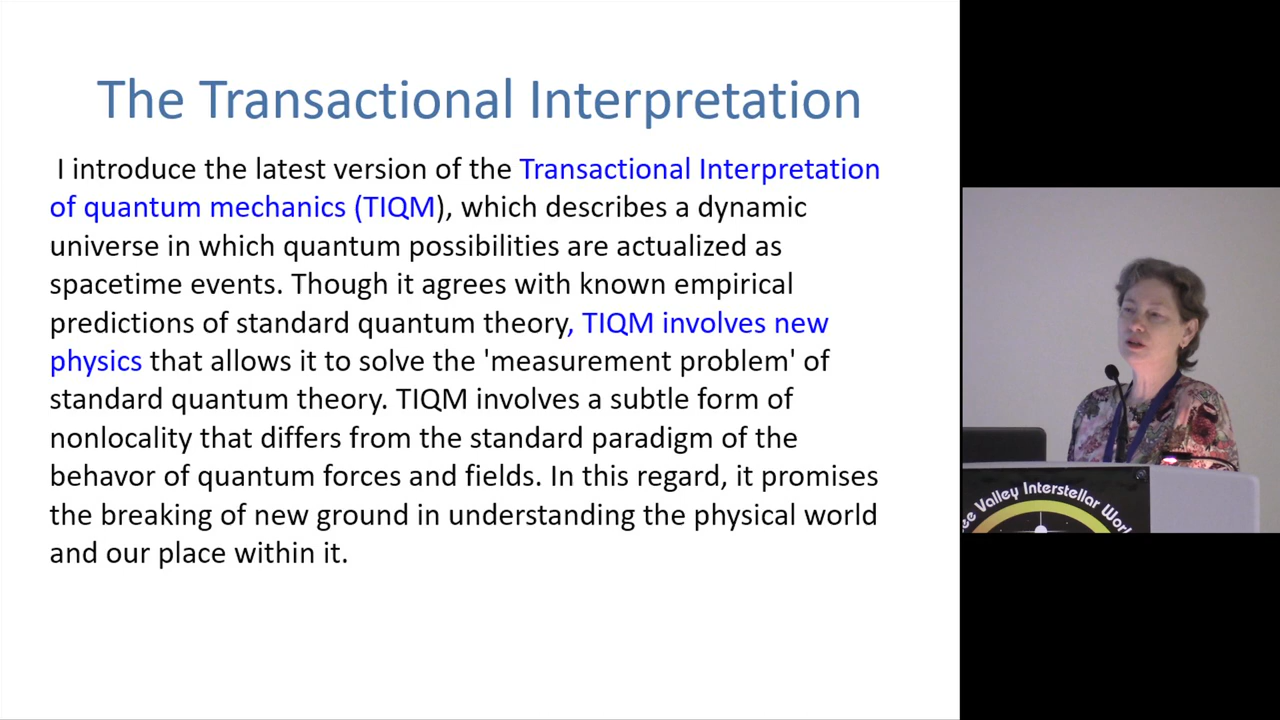 The Transactional Interpretation
I introduce the latest version of the Transactional Interpretation
of quantum mechanics (TIQM), which describes a dynamic
universe in which quantum possibilities are actualized as
spacetime events. Though it agrees with known empirical
predictions of standard quantum theory, TIQM involves new
physics that allows it to solve the 'measurement problem' of
standard quantum theory. TIQM involves a subtle form of
nonlocality that differs from the standard paradigm of the
behavor of quantum forces and fields. In this regard, it promises
the breaking of new ground in understanding the physical world
and our place within it.
Valley Interstellar